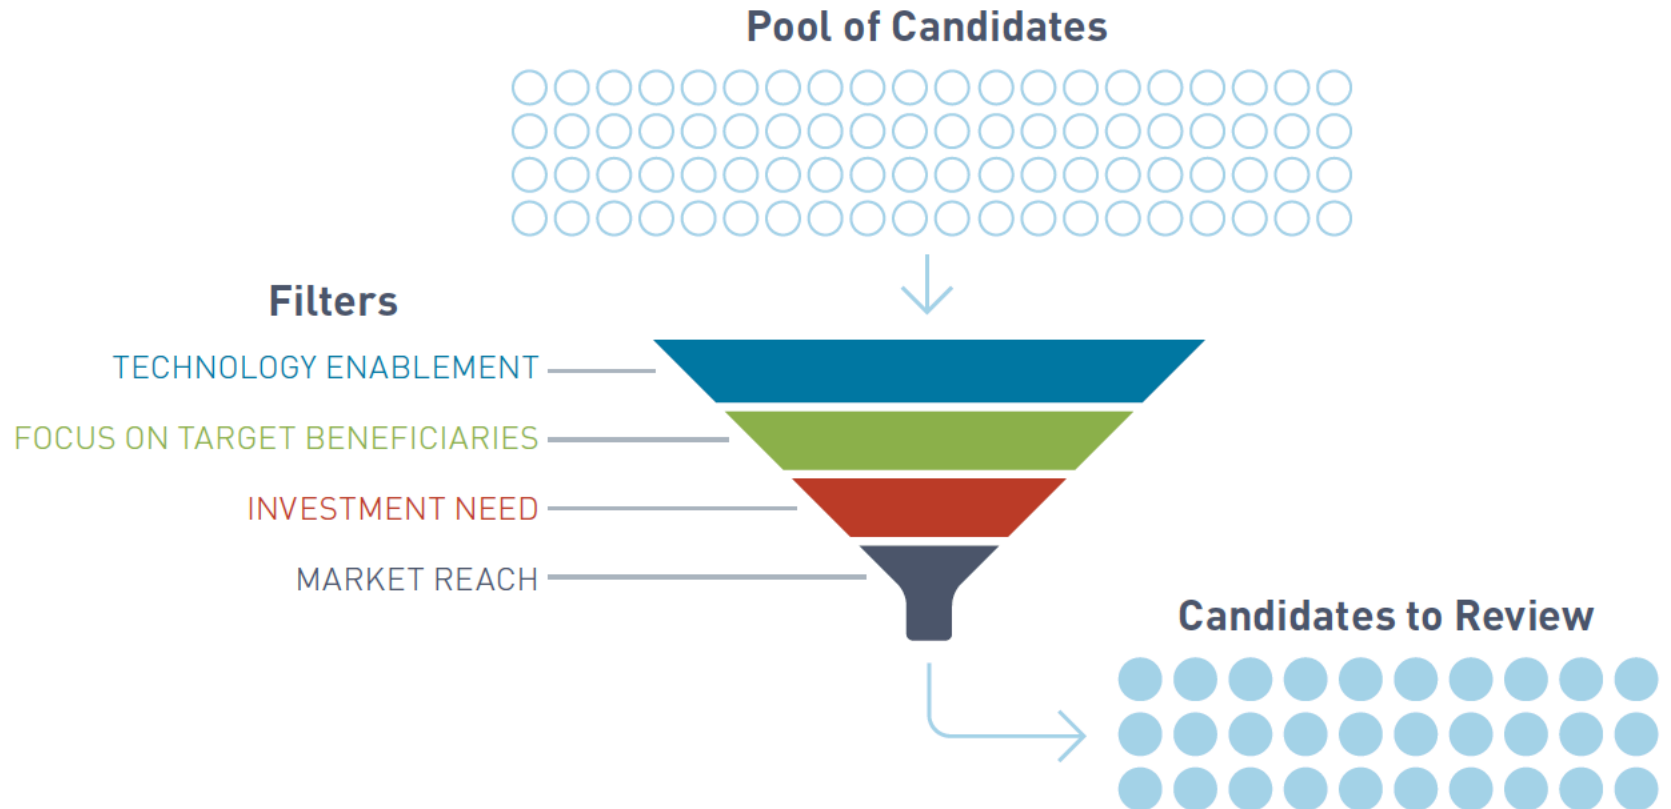 Pool of Candidates
Filters
TECHNOLOGY ENABLEMENT
FOCUS ON TARGET BENEFICIARIES
INVESTMENT NEED
MARKET REACH
Candidates to Review